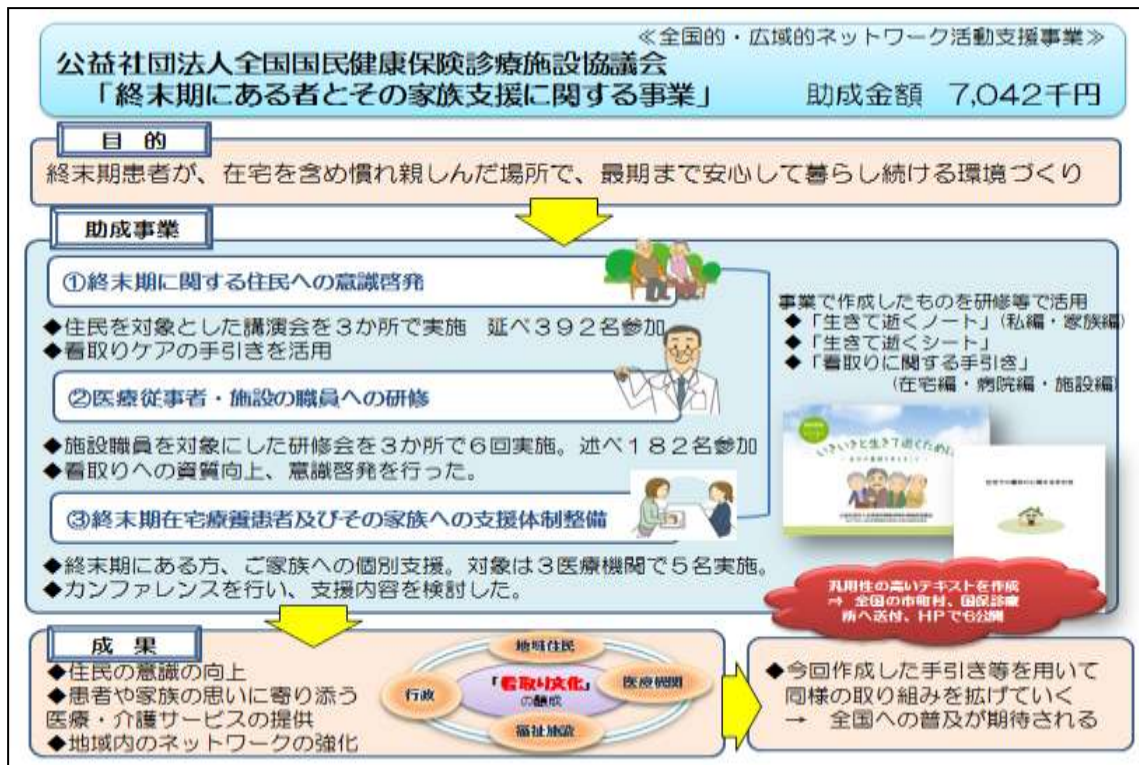 ≪全国的・広域的ネットワーク活動支援事業≫
公益社団法人全国国民健康保険診療施設協議会
「終末期にある者とその家族支援に関する事業」 助成金額 7,042千円
目 的
終末期患者が、在宅を含め慣れ親しんだ場所で、最期まで安心して暮らし続ける環境づくり
助成事業
①終末期に関する住民への意識啓発
◆住民を対象とした講演会を3か所で実施 延べ392名参加
◆看取りケアの手引きを活用
②医療従事者・施設の職員への研修
◆施設職員を対象にした研修会を3か所で6回実施。述べ182名参加
◆看取りへの資質向上、意識啓発を行った。
③終末期在宅療養患者及びその家族への支援体制整備
◆終末期にある方、ご家族への個別支援。対象は3医療機関で5名実施。
◆カンファレンスを行い、支援内容を検討した。
事業で作成したものを研修等で活用
◆「生きて逝くノート」(私編・家族編)
◆「生きて逝くシート」
◆「看取りに関する手引き」
(在宅編・病院編・施設編)
いきいきと生きて逝くために
汎用性の高いテキストを作成
⇒ 全国の市町村、国保診療
所へ送付、HPでも公開
成 果
◆住民の意識の向上
◆患者や家族の思いに寄り添う
医療・介護サービスの提供
◆地域内のネットワークの強化
地域住民
行政
「看取り文化」
の醸成
医療機関
福祉施設
◆今回作成した手引き等を用いて
同様の取り組みを拡げていく
→ 全国への普及が期待される